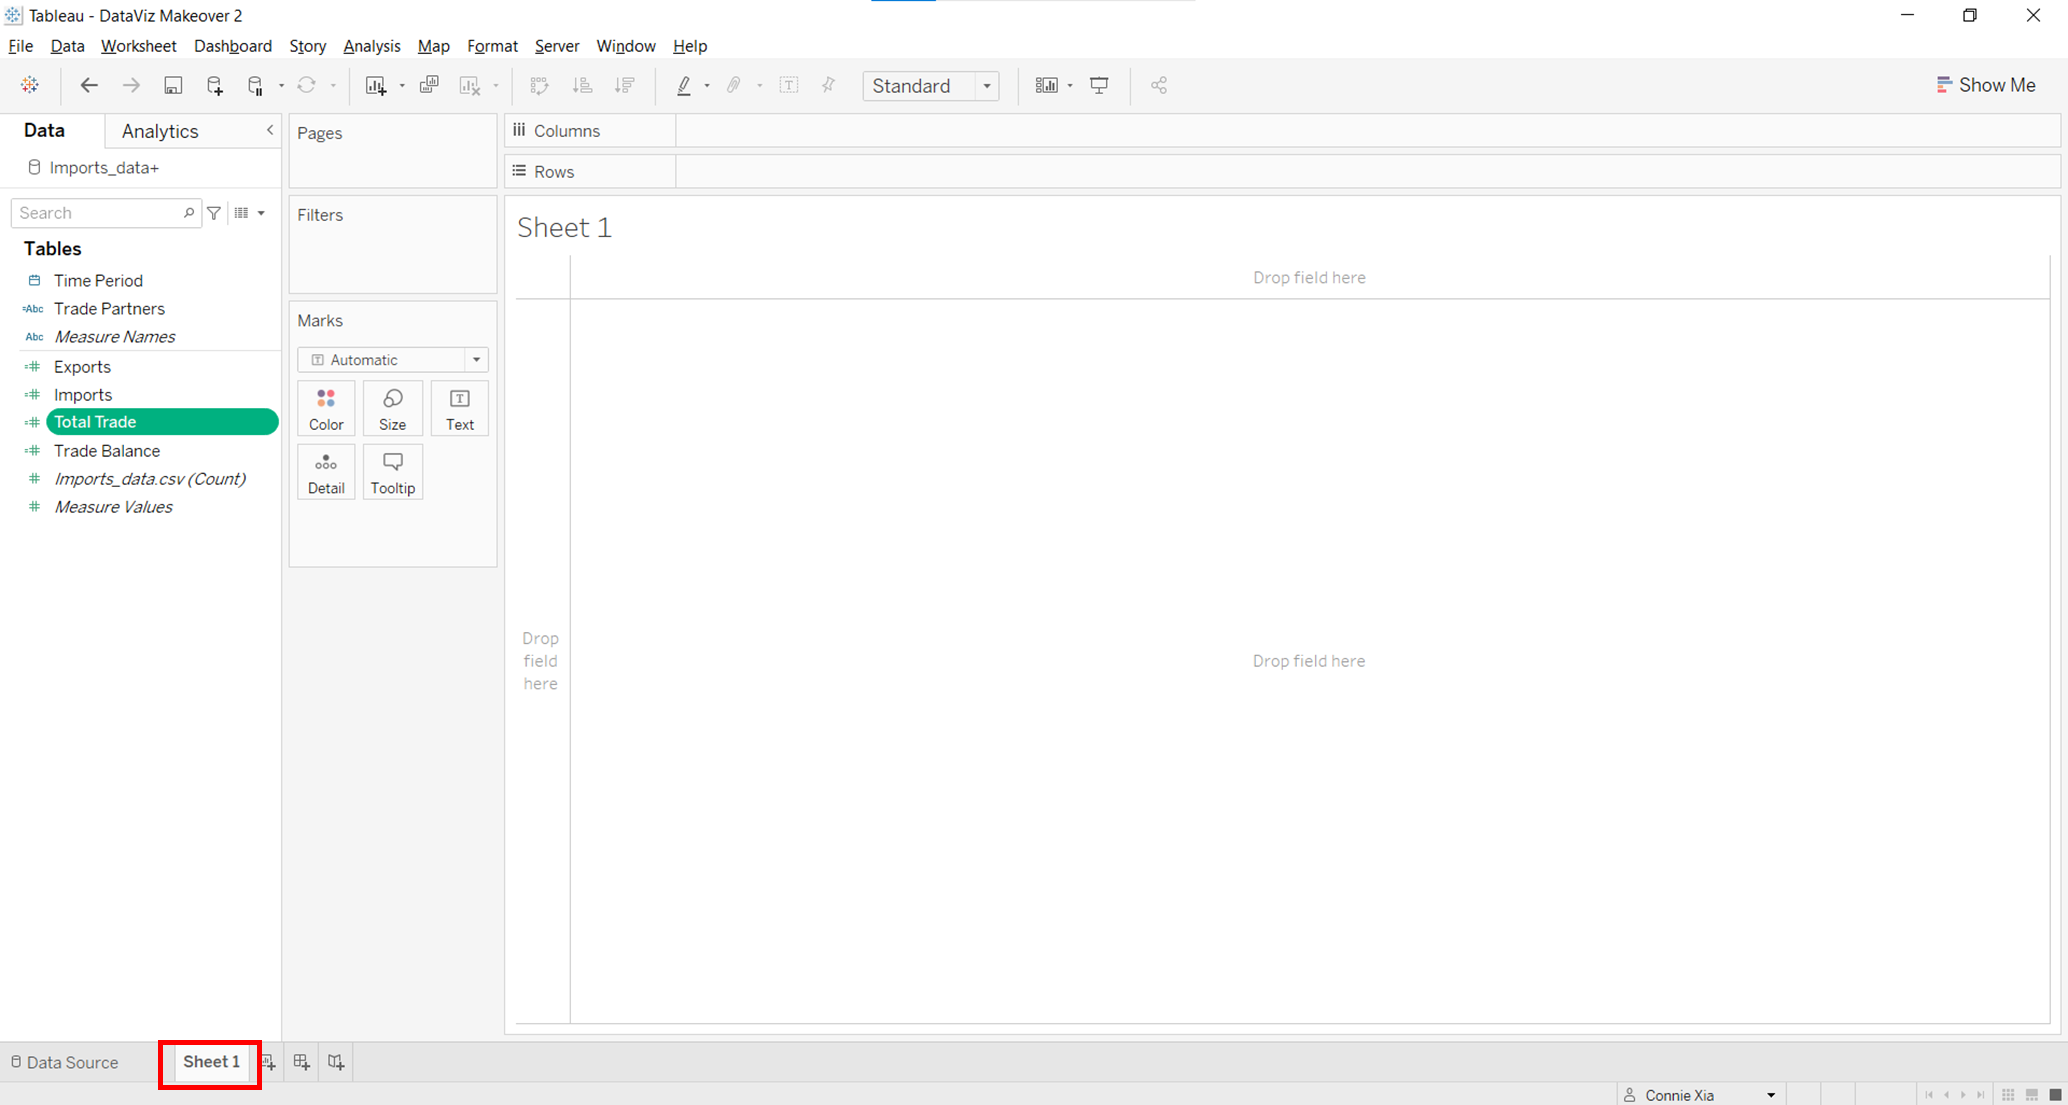 Tableau - DataViz Makeover 2
File Data Worksheet Dashboard Story Analysis Map Format Server Window Help
Standard
Show Me
Data
Analytics
Imports_data+
Search
Tables
Time Period
=Abc Trade Partners
Abc Measure Names
Exports
Imports
Total Trade
Trade Balance
Imports_data.csv (Count)
Measure Values
Pages
Filters
Marks
Automatic
Color
Size
Text
Detail
Tooltip
Columns
Rows
Sheet 1
Drop field here
Drop
field
here
Drop field here
Data Source
Sheet 1
Connie Xia